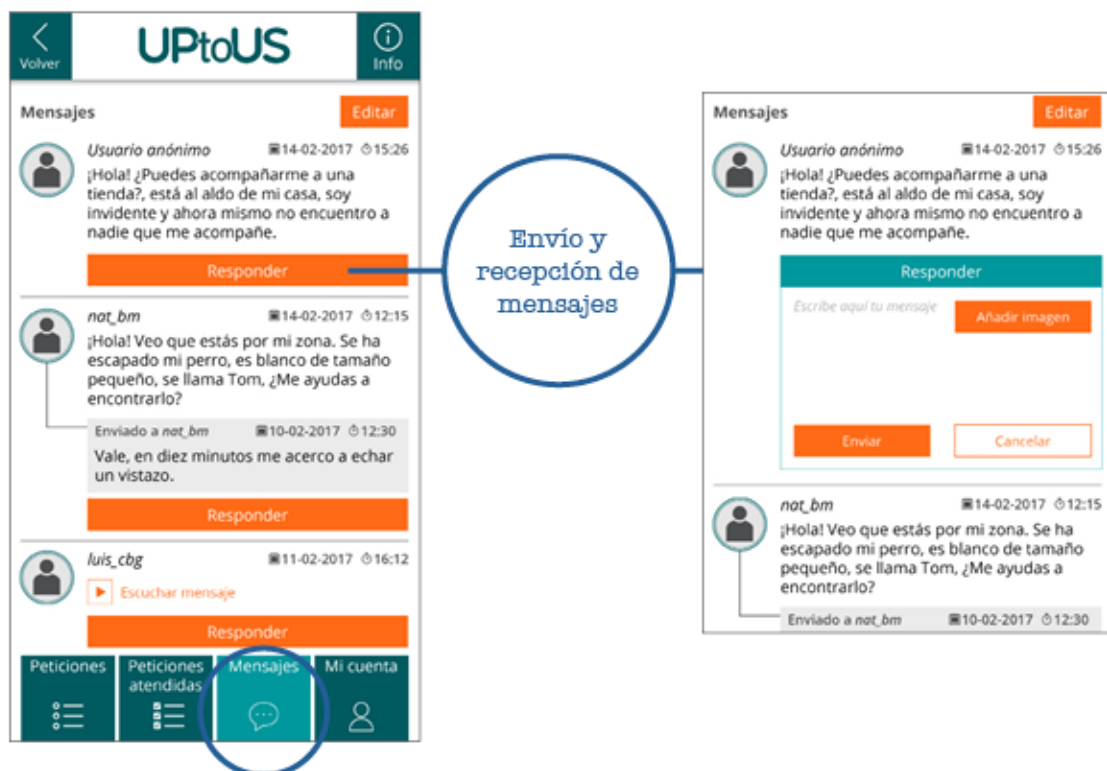 Volver
UPtoUS
Info
Mensajes
Editar
Usuario anónimo 14-02-2017 15:26
¡Hola! ¿Puedes acompañarme a una
tienda?, está al aldo de mi casa, soy
invidente y ahora mismo no encuentro a
nadie que me acompañe.
Responder
nat_bm 14-02-2017 12:15
¡Hola! Veo que estás por mi zona. Se ha
escapado mi perro, es blanco de tamaño
pequeño, se llama Tom, ¿Me ayudas a
encontrarlo?
Enviado a nat_bm 10-02-2017 12:30
Vale, en diez minutos me acerco a echar
un vistazo.
Responder
luis_cbg 11-02-2017 16:12
Escuchar mensaje
Responder
Peticiones
Peticiones
atendidas
Mensajes
Mi cuenta
Envío y
recepción de
mensajes
Mensajes
Editar
Usuario anónimo 14-02-2017 15:26
¡Hola! ¿Puedes acompañarme a una
tienda?, está al aldo de mi casa, soy
invidente y ahora mismo no encuentro a
nadie que me acompañe.
Responder
Escribe aquí tu mensaje
Añadir imagen
Enviar
Cancelar
nat_bm 14-02-2017 12:15
¡Hola! Veo que estás por mi zona. Se ha
escapado mi perro, es blanco de tamaño
pequeño, se llama Tom, ¿Me ayudas a
encontrarlo?
Enviado a nat_bm 10-02-2017 12:30